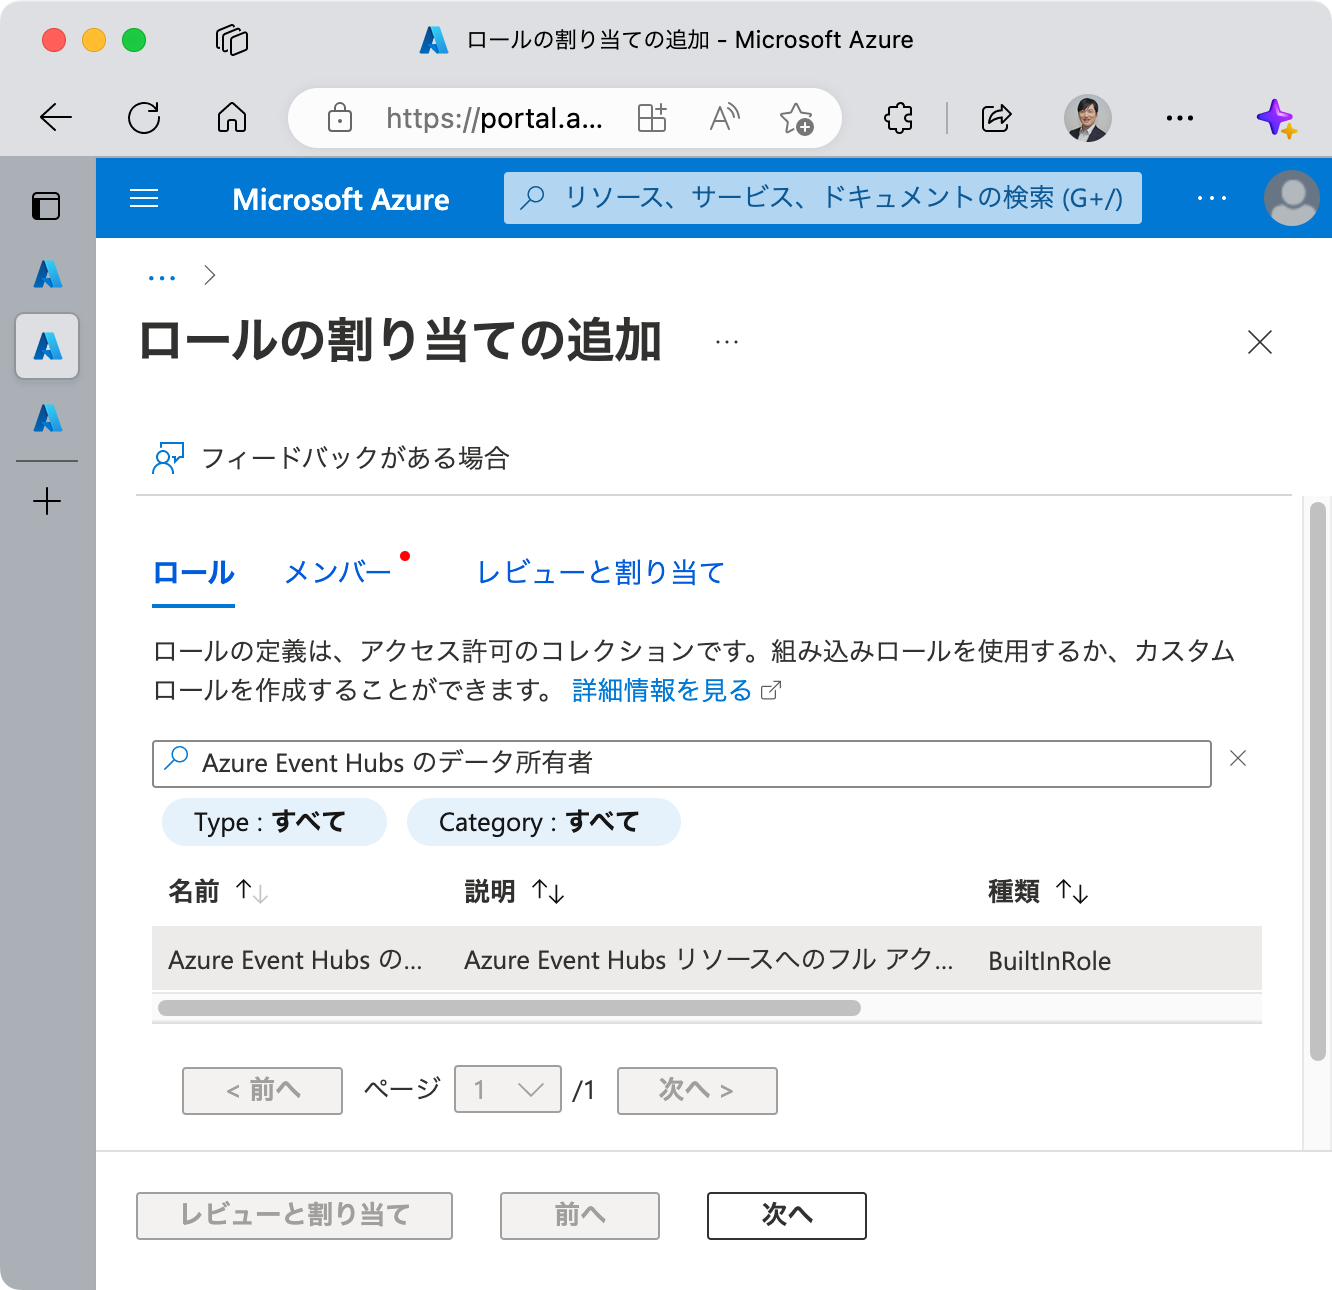 ロールの割り当ての追加 - Microsoft Azure
https://portal.a...
Microsoft Azure
リソース、サービス、ドキュメントの検索 (G+/)
...
... >
ロールの割り当ての追加 ...
フィードバックがある場合
ロール メンバー レビューと割り当て
ロールの定義は、アクセス許可のコレクションです。組み込みロールを使用するか、カスタム
ロールを作成することができます。 詳細情報を見る
Azure Event Hubs のデータ所有者
Type : すべて Category : すべて
名前 ↑↓ 説明 ↑↓ 種類 ↑↓
Azure Event Hubs の... Azure Event Hubs リソースへのフル アク... BuiltInRole
< 前へ ページ 1 /1 次へ >
レビューと割り当て 前へ 次へ